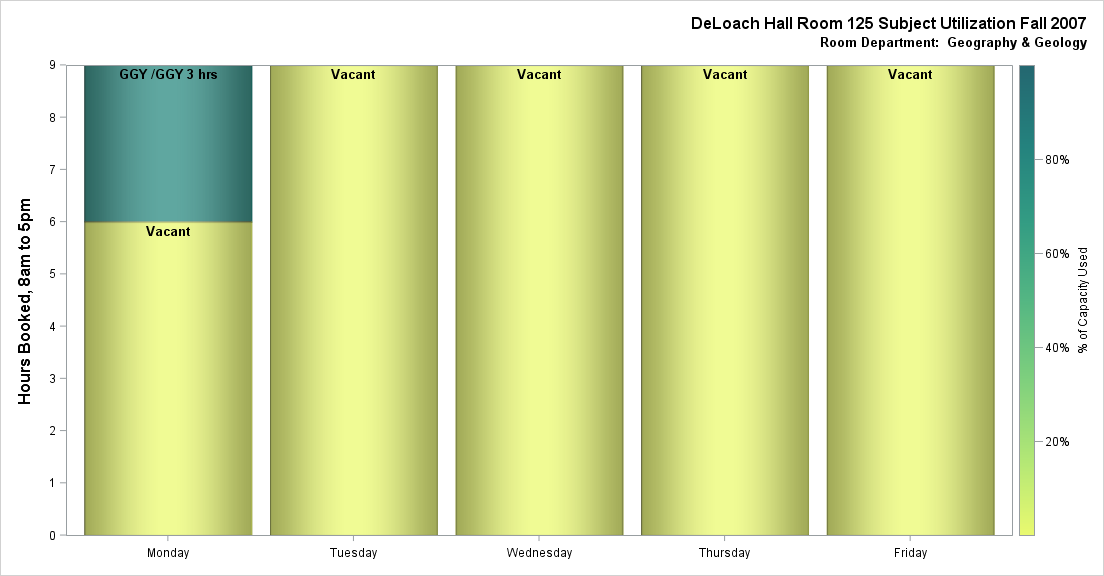 DeLoach Hall Room 125 Subject Utilization Fall 2007
Room Department:  Geography & Geology
Hours Booked, 8am to 5pm
9
8
7
6
5
4
3
2
1
0
GGY /GGY 3 hrs
Vacant
Vacant
Vacant
Vacant
Vacant
Monday
Tuesday
Wednesday
Thursday
Friday
80%
60%
40%
20%
% of Capacity Used